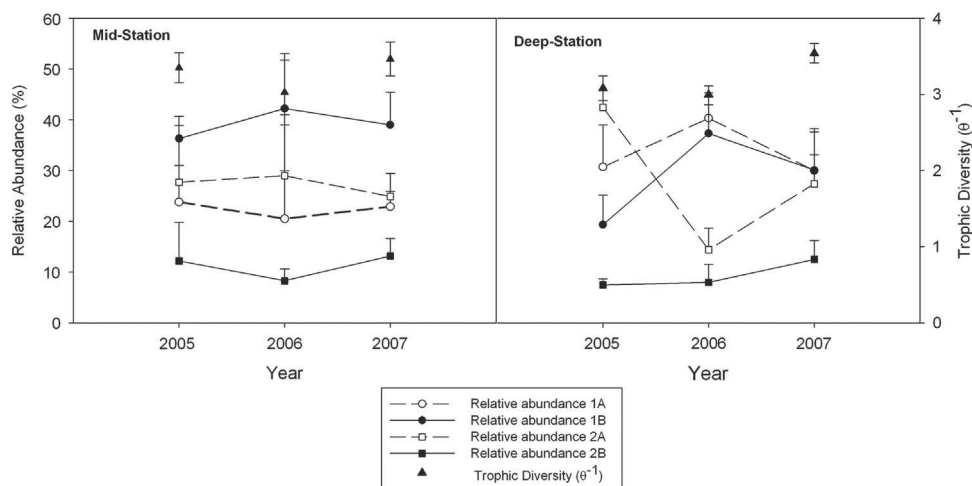 Mid-Station
Deep-Station
Relative Abundance (%)
60
50
40
30
20
10
0
2005
2006
2007
Year
2005
2006
2007
Year
4
3
2
1
0
Trophic Diversity (θ⁻¹)
Relative abundance 1A
Relative abundance 1B
Relative abundance 2A
Relative abundance 2B
Trophic Diversity (θ⁻¹)